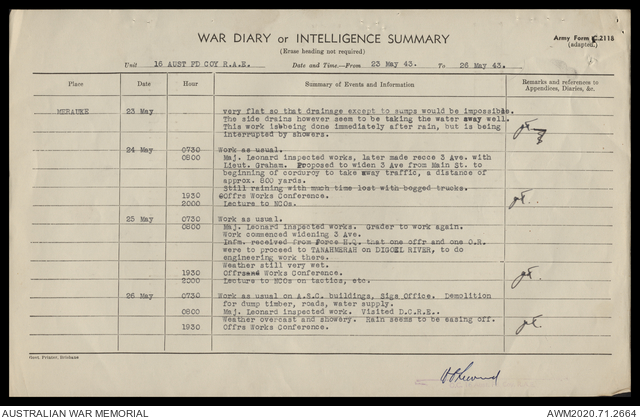 WAR DIARY or INTELLIGENCE SUMMARY
(Erase heading not required)
Army Form C.2118
(adapted.)
Unit 16 AUST FD COY R.A.E. Date and Time—From 23 May 43. To 26 May 43.
Place Date Hour Summary of Events and Information Remarks and references to
Appendices, Diaries, &c.
MERAUKE 23 May very flat so that drainage except to sumps would be impossible.
The side drains however seem to be taking the water away well.
This work is being done immediately after rain, but is being
interrupted by showers.
24 May 0730 Work as usual.
0800 Maj. Leonard inspected works, later made recce 3 Ave. with
Lieut. Graham. Proposed to widen 3 Ave from Main St. to
beginning of corduroy to take away traffic, a distance of
approx. 800 yards.
Still raining with much time lost with bogged trucks.
1930 Offrs Works Conference.
2000 Lecture to NCOs.
25 May 0730 Work as usual.
0800 Maj. Leonard inspected works. Grader to work again.
Work commenced widening 3 Ave.
Infm. received from Force H.Q. that one offr and one O.R.
were to proceed to TANAHMERAH on DIGOEL RIVER, to do
engineering work there.
Weather still very wet.
1930 Offrs Works Conference.
2000 Lecture to NCOs on tactics, etc.
26 May 0730 Work as usual on A.S.C. buildings, Sigs Office. Demolition
for dump timber, roads, water supply.
0800 Maj. Leonard inspected work. Visited D.C.R.E..
Weather overcast and showery. Rain seems to be easing off.
1930 Offrs Works Conference.
Govt. Printer, Brisbane
AUSTRALIAN WAR MEMORIAL
AWM2020.71.2664